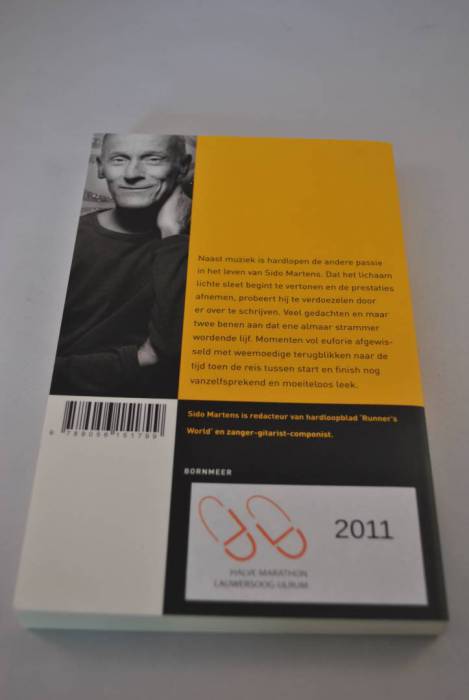 Naast muziek is hardlopen de andere passie
in het leven van Sido Martens. Dat het lichaam
lichte sleet begint te vertonen en de prestaties
afnemen, probeert hij te verdoezelen door
er over te schrijven. Veel gedachten en maar
twee benen aan dat ene almaar strammer
wordende lijf. Momenten vol euforie afgewis-
seld met weemoedige terugblikken naar de
tijd toen de reis tussen start en finish nog
vanzelfsprekend en moeiteloos leek.
Sido Martens is redacteur van hardloopblad 'Runner's
World' en zanger-gitarist-componist.
BORNMEER
2011
HALVE MARATHON
LAUWERSOOG-ULRUM